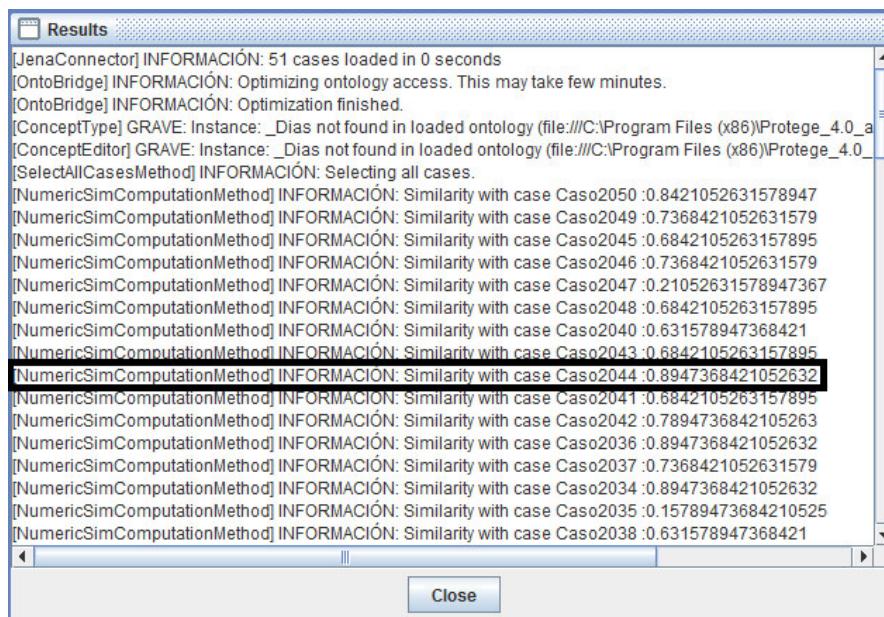 Results
[JenaConnector] INFORMACIÓN: 51 cases loaded in 0 seconds
[OntoBridge] INFORMACIÓN: Optimizing ontology access. This may take few minutes.
[OntoBridge] INFORMACIÓN: Optimization finished.
[ConceptType] GRAVE: Instance: _Dias not found in loaded ontology (file:///C:\Program Files (x86)\Protege_4.0_a
[ConceptEditor] GRAVE: Instance: _Dias not found in loaded ontology (file:///C:\Program Files (x86)\Protege_4.0_
[SelectAllCasesMethod] INFORMACIÓN: Selecting all cases.
[NumericSimComputationMethod] INFORMACIÓN: Similarity with case Caso2050 :0.8421052631578947
[NumericSimComputationMethod] INFORMACIÓN: Similarity with case Caso2049 :0.7368421052631579
[NumericSimComputationMethod] INFORMACIÓN: Similarity with case Caso2045 :0.6842105263157895
[NumericSimComputationMethod] INFORMACIÓN: Similarity with case Caso2046 :0.7368421052631579
[NumericSimComputationMethod] INFORMACIÓN: Similarity with case Caso2047 :0.21052631578947367
[NumericSimComputationMethod] INFORMACIÓN: Similarity with case Caso2048 :0.6842105263157895
[NumericSimComputationMethod] INFORMACIÓN: Similarity with case Caso2040 :0.631578947368421
[NumericSimComputationMethod] INFORMACIÓN: Similarity with case Caso2043 :0.6842105263157895
[NumericSimComputationMethod] INFORMACIÓN: Similarity with case Caso2044 :0.8947368421052632
[NumericSimComputationMethod] INFORMACIÓN: Similarity with case Caso2041 :0.6842105263157895
[NumericSimComputationMethod] INFORMACIÓN: Similarity with case Caso2042 :0.7894736842105263
[NumericSimComputationMethod] INFORMACIÓN: Similarity with case Caso2036 :0.8947368421052632
[NumericSimComputationMethod] INFORMACIÓN: Similarity with case Caso2037 :0.7368421052631579
[NumericSimComputationMethod] INFORMACIÓN: Similarity with case Caso2034 :0.8947368421052632
[NumericSimComputationMethod] INFORMACIÓN: Similarity with case Caso2035 :0.15789473684210525
[NumericSimComputationMethod] INFORMACIÓN: Similarity with case Caso2038 :0.631578947368421
Close